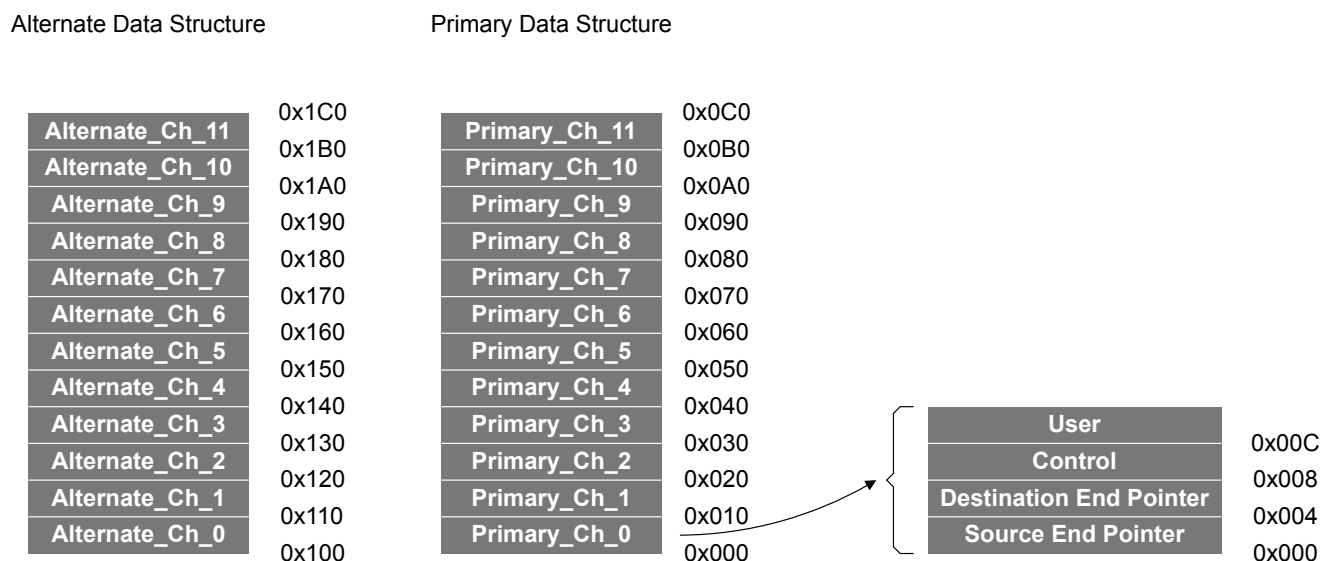 Alternate Data Structure
Primary Data Structure
0x1C0
0x0C0
Alternate_Ch_11
Primary_Ch_11
0x1B0
0x0B0
Alternate_Ch_10
Primary_Ch_10
0x1A0
0x0A0
Alternate_Ch_9
Primary_Ch_9
0x190
0x090
Alternate_Ch_8
Primary_Ch_8
0x180
0x080
Alternate_Ch_7
Primary_Ch_7
0x170
0x070
Alternate_Ch_6
Primary_Ch_6
0x160
0x060
Alternate_Ch_5
Primary_Ch_5
0x150
0x050
Alternate_Ch_4
Primary_Ch_4
0x140
0x040
Alternate_Ch_3
Primary_Ch_3
User
0x130
0x030
0x00C
Alternate_Ch_2
Primary_Ch_2
Control
0x120
0x020
0x008
Alternate_Ch_1
Primary_Ch_1
Destination End Pointer
0x110
0x010
0x004
Alternate_Ch_0
Primary_Ch_0
Source End Pointer
0x100
0x000
0x000